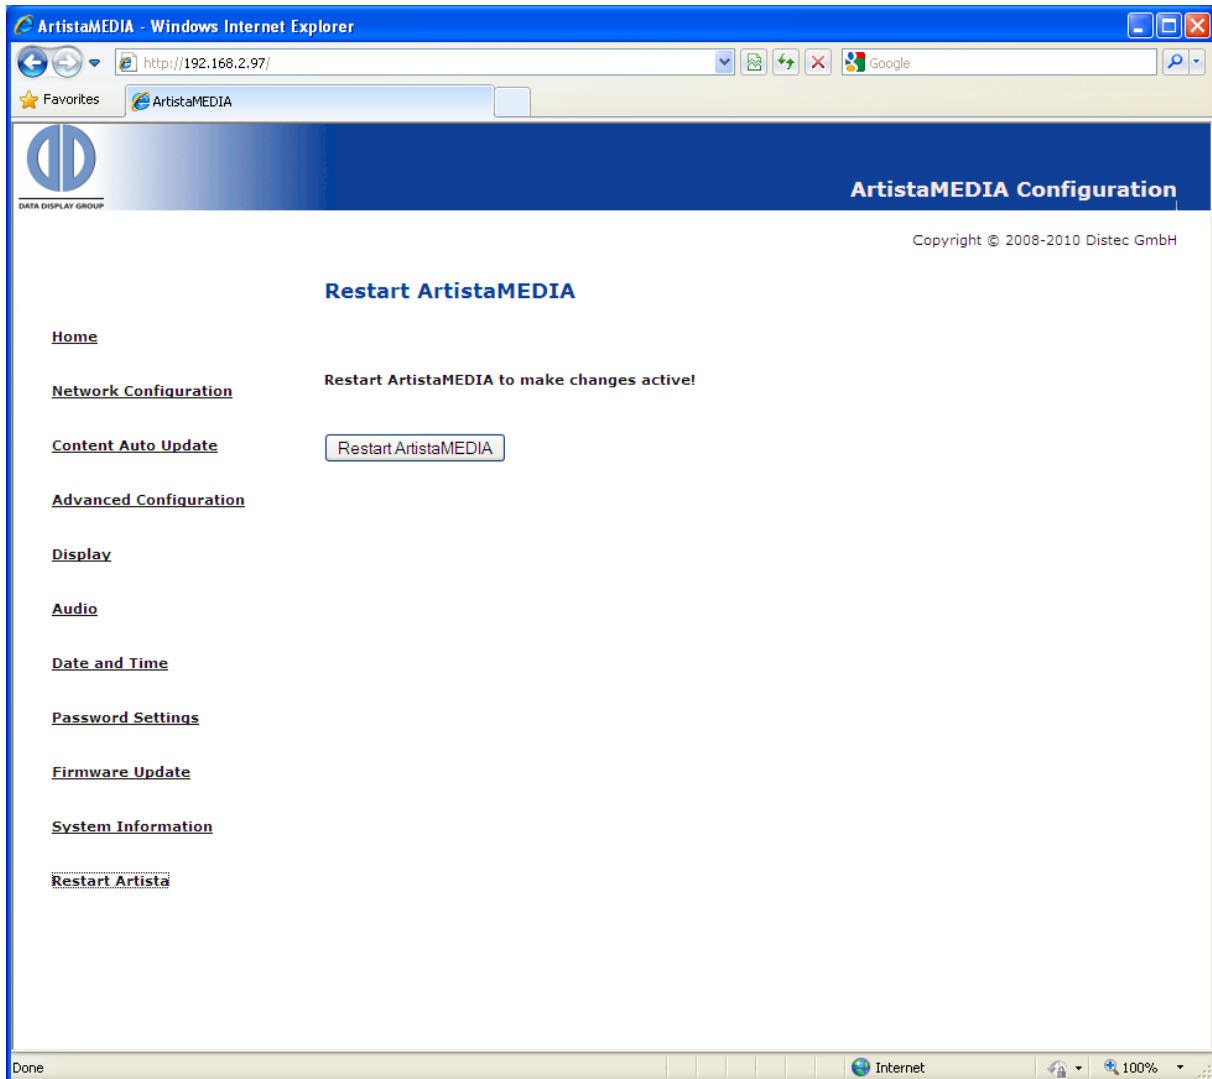 ArtistaMEDIA - Windows Internet Explorer
http://192.168.2.97/
Google
Favorites
ArtistaMEDIA
DATA DISPLAY GROUP
ArtistaMEDIA Configuration
Copyright © 2008-2010 Distec GmbH
Restart ArtistaMEDIA
Home
Restart ArtistaMEDIA to make changes active!
Network Configuration
Content Auto Update
Restart ArtistaMEDIA
Advanced Configuration
Display
Audio
Date and Time
Password Settings
Firmware Update
System Information
Restart Artista
Done
Internet
100%